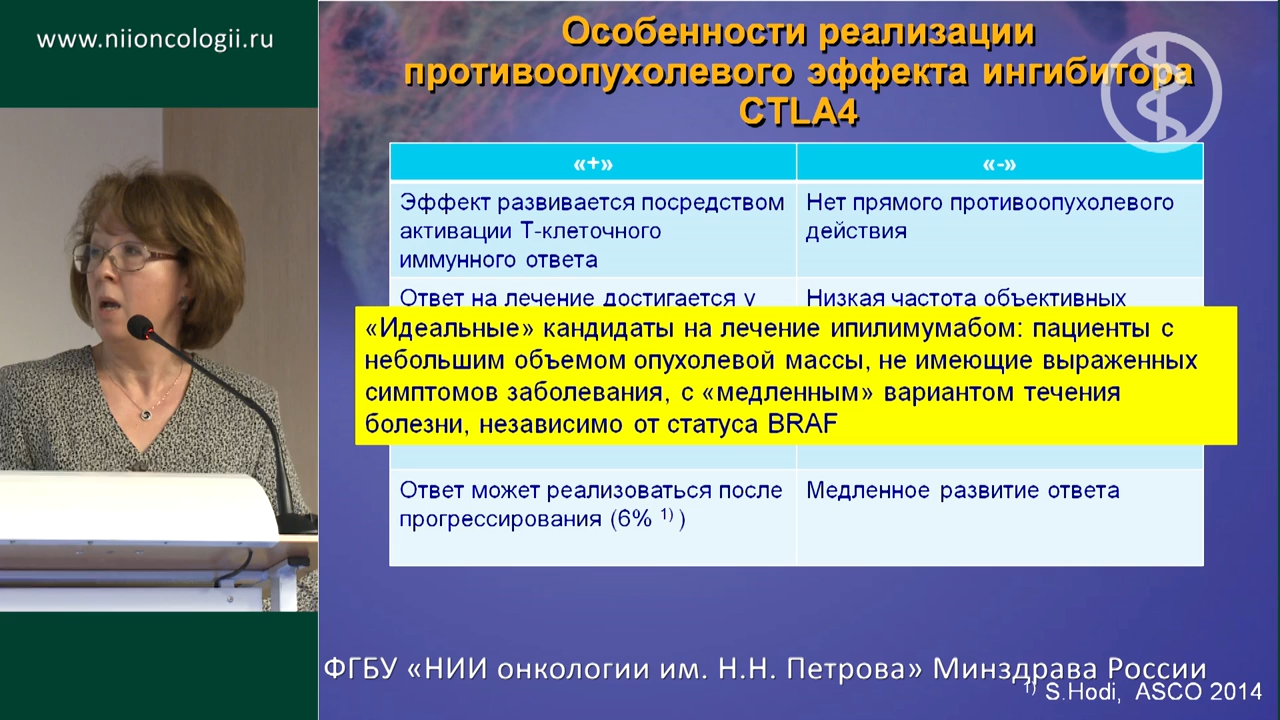 www.niioncologii.ru
Особенности реализации
противоопухолевого эффекта ингибитора
CTLA4
«+»
«-»
Эффект развивается посредством
активации Т-клеточного
иммунного ответа
Нет прямого противоопухолевого
действия
Ответ на лечение достигается у
Низкая частота объективных
«Идеальные» кандидаты на лечение ипилимумабом: пациенты с
небольшим объемом опухолевой массы, не имеющие выраженных
симптомов заболевания, с «медленным» вариантом течения
болезни, независимо от статуса BRAF
Ответ может реализоваться после
прогрессирования (6% 1) )
Медленное развитие ответа
ФГБУ «НИИ онкологии им. Н.Н. Петрова» Минздрава России
1) S.Hodi, ASCO 2014